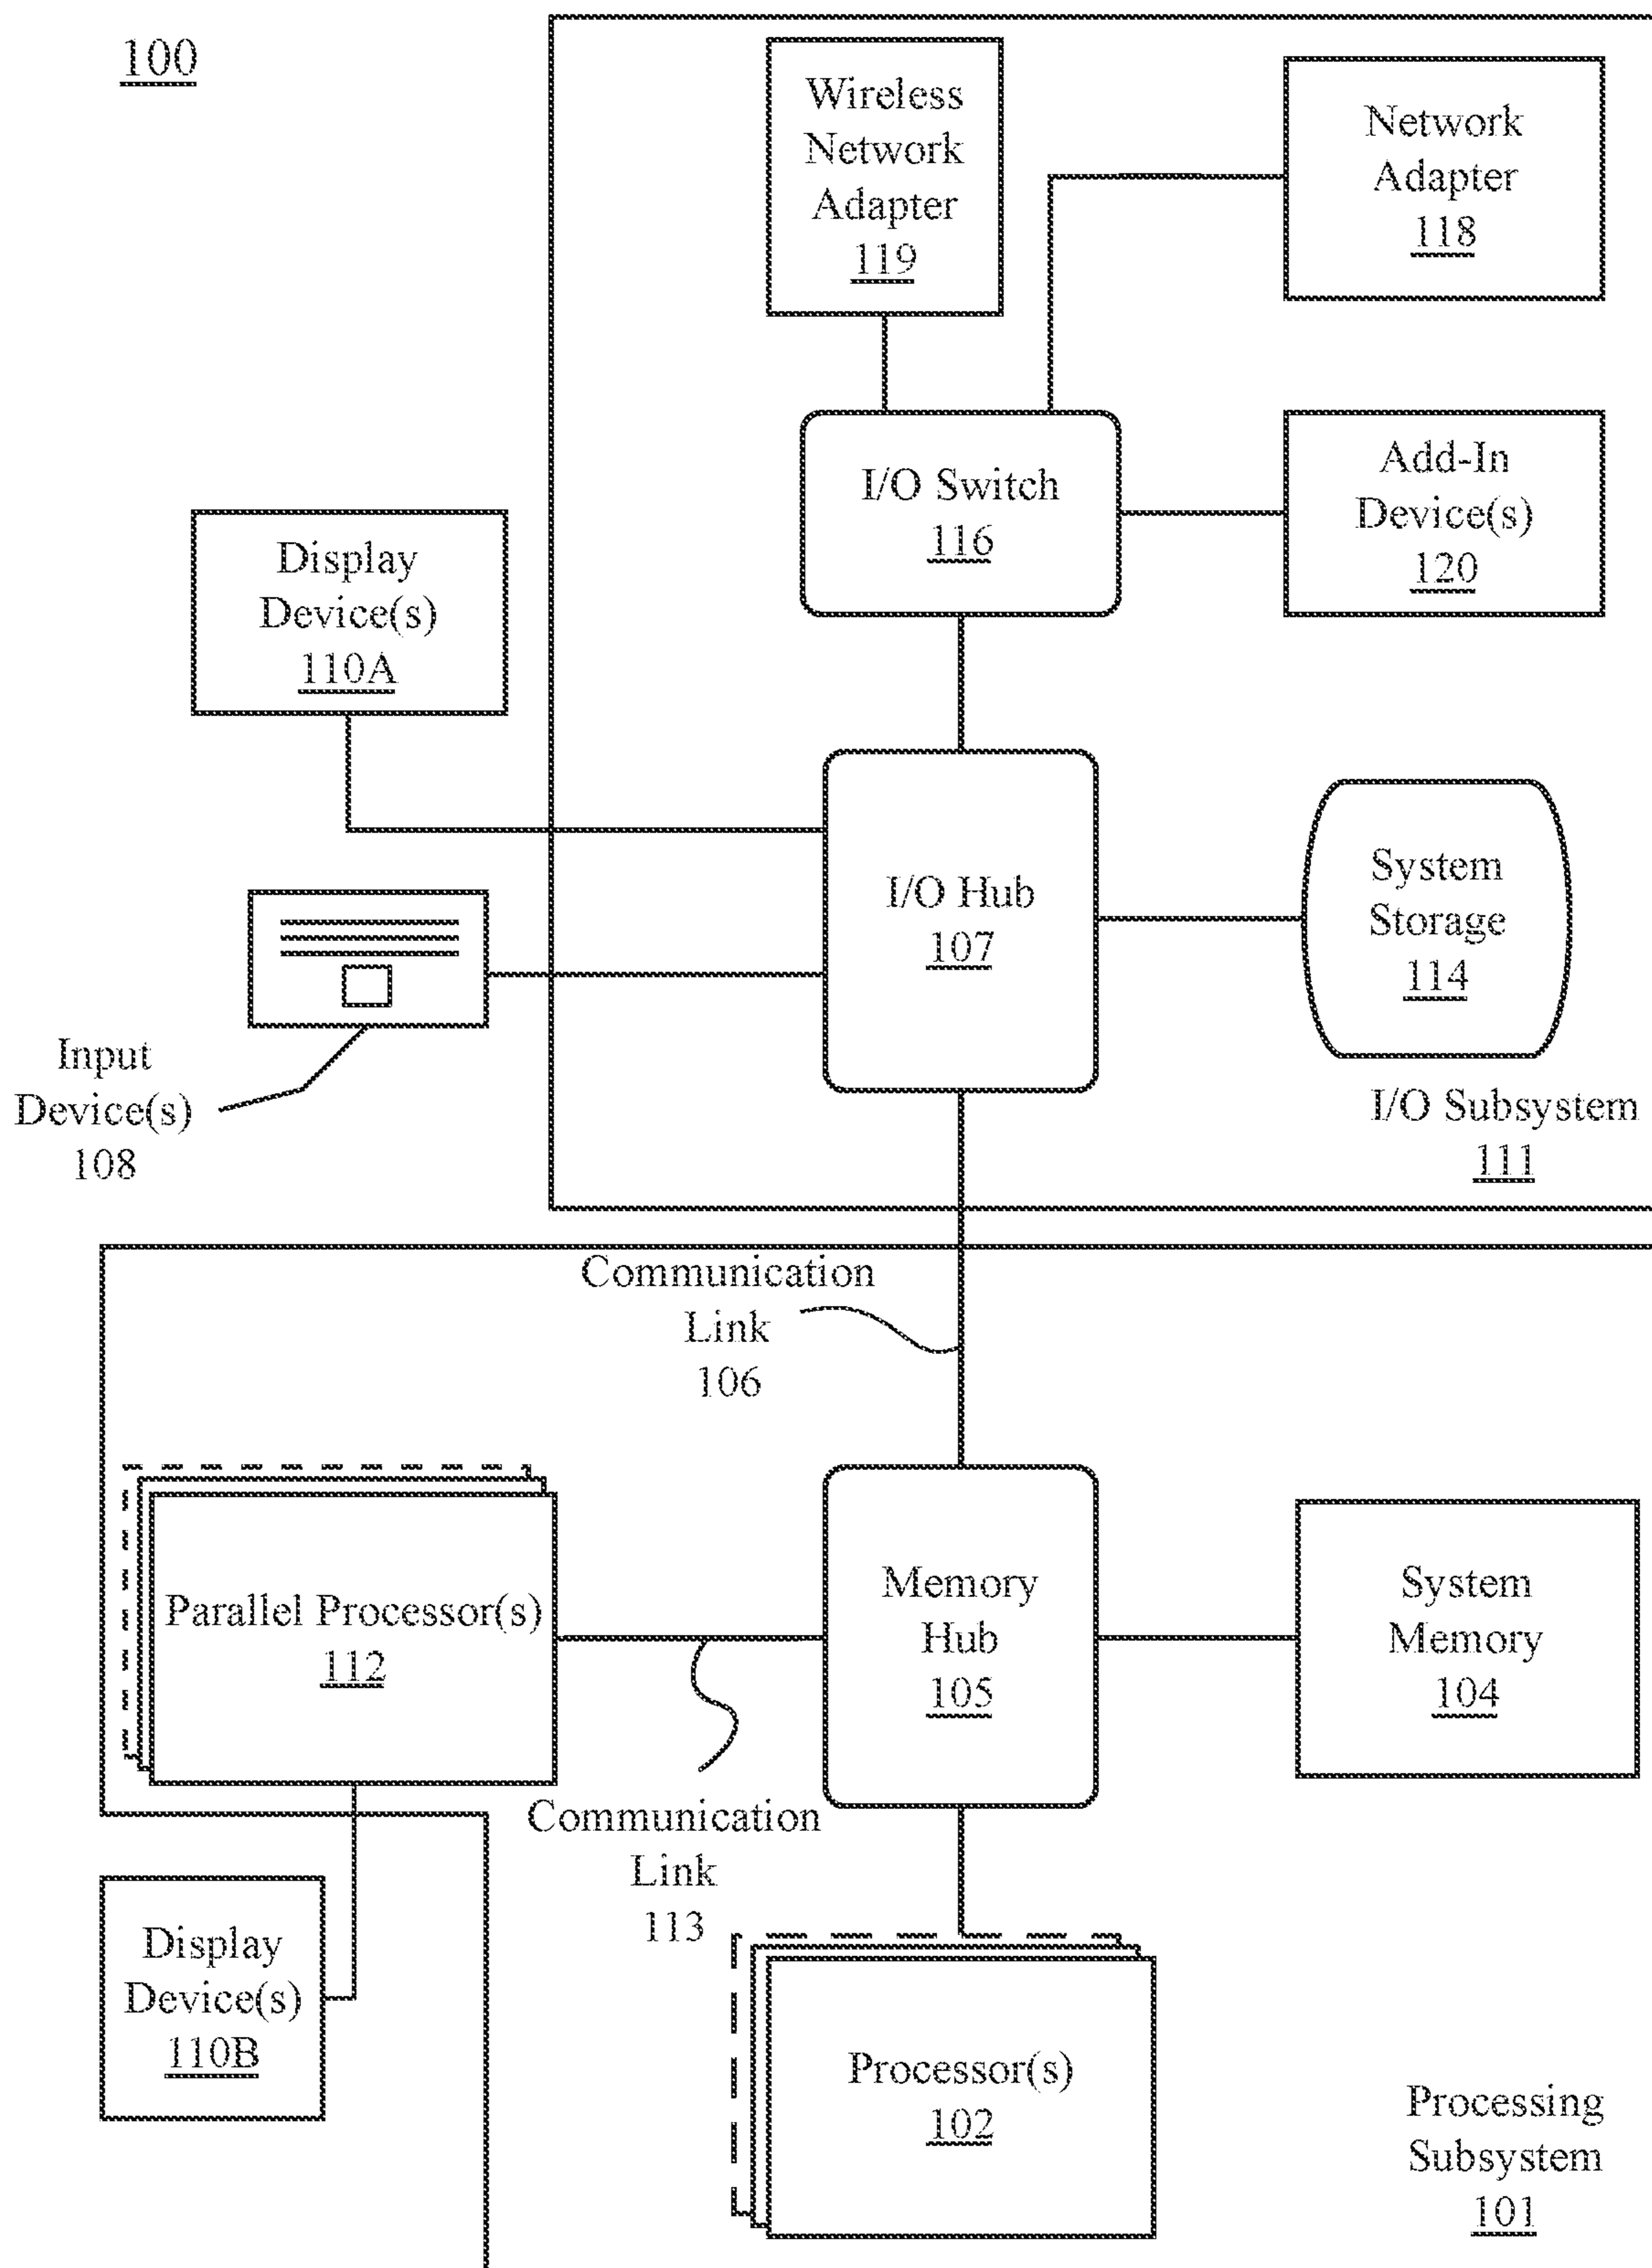 100
Wireless
Network
Adapter
119
Network
Adapter
118
I/O Switch
116
Add-In
Device(s)
120
Display
Device(s)
110A
I/O Hub
107
System
Storage
114
Input
Device(s)
108
I/O Subsystem
111
Communication
Link
106
Parallel Processor(s)
112
Memory
Hub
105
System
Memory
104
Communication
Link
113
Display
Device(s)
110B
Processor(s)
102
Processing
Subsystem
101